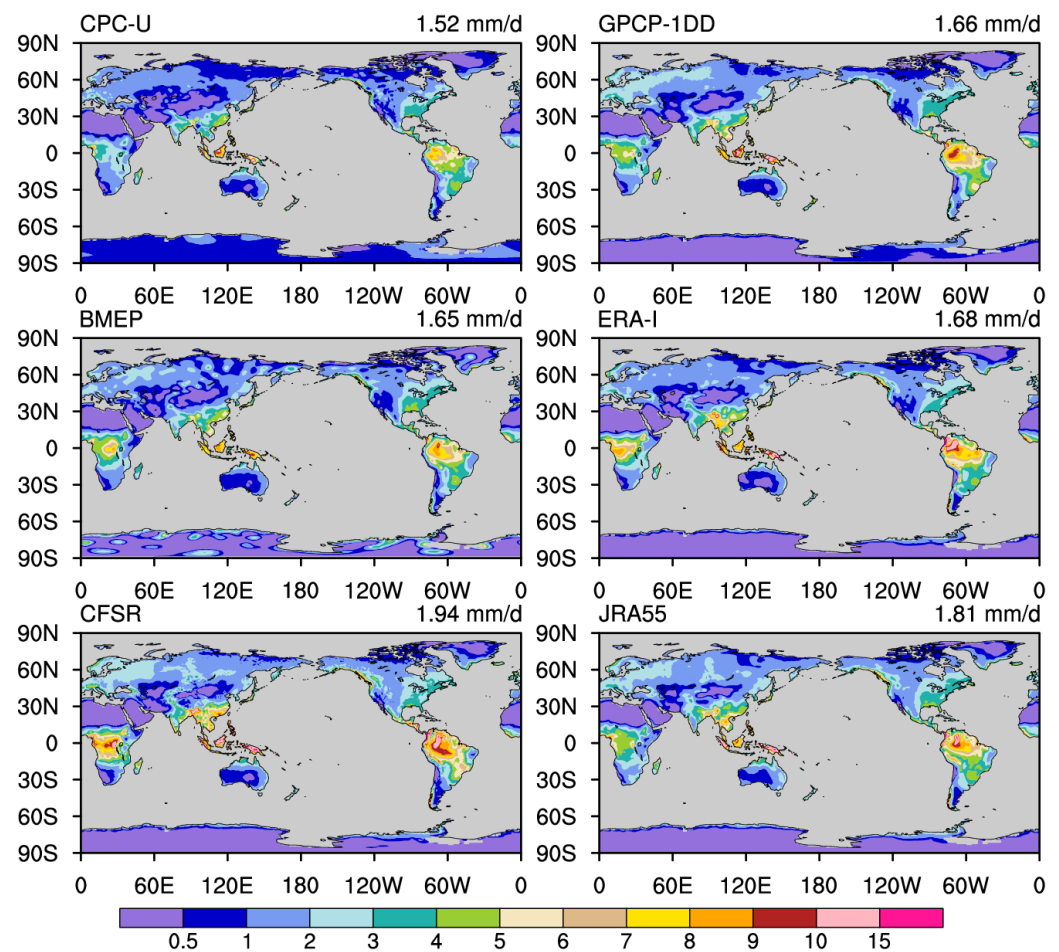 CPC-U 1.52 mm/d GPCP-1DD 1.66 mm/d
90N 90N
60N 60N
30N 30N
0 0
30S 30S
60S 60S
90S 90S
0 60E 120E 180 120W 60W 0 0 60E 120E 180 120W 60W 0
BMEP 1.65 mm/d ERA-I 1.68 mm/d
90N 90N
60N 60N
30N 30N
0 0
30S 30S
60S 60S
90S 90S
0 60E 120E 180 120W 60W 0 0 60E 120E 180 120W 60W 0
CFSR 1.94 mm/d JRA55 1.81 mm/d
90N 90N
60N 60N
30N 30N
0 0
30S 30S
60S 60S
90S 90S
0 60E 120E 180 120W 60W 0 0 60E 120E 180 120W 60W 0
0.5 1 2 3 4 5 6 7 8 9 10 15